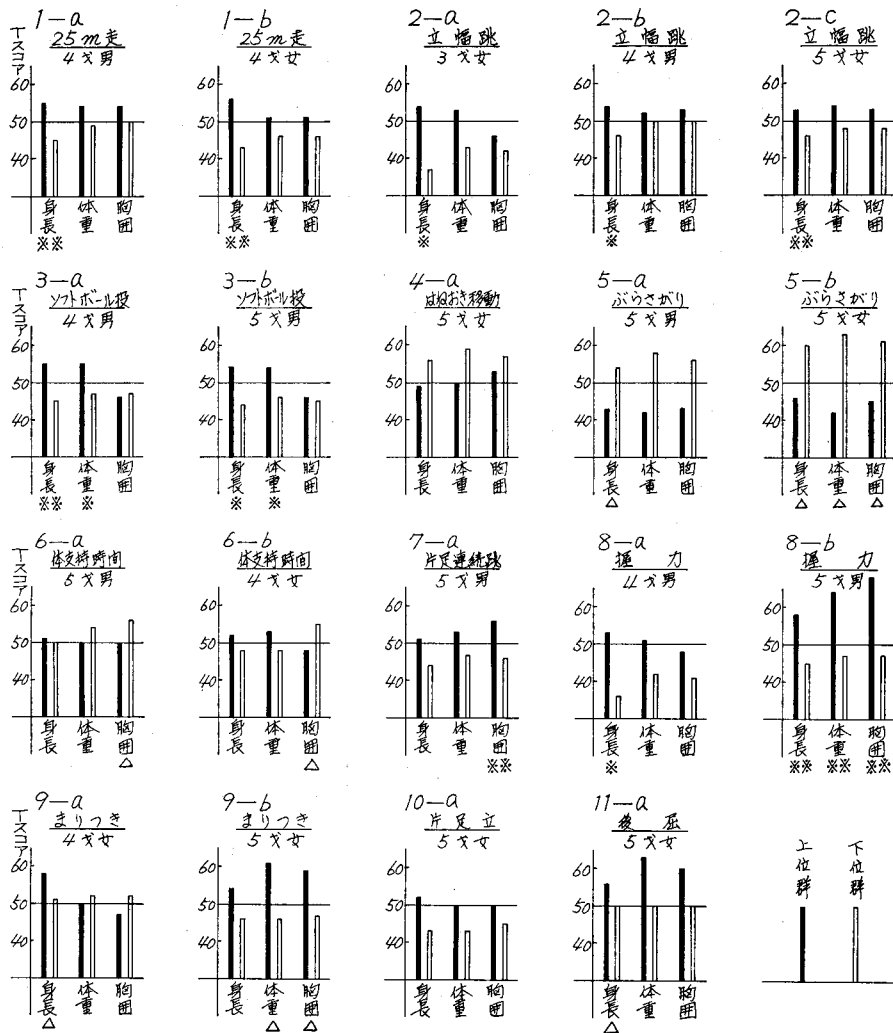 1-a
25m走
4才男
1-b
25m走
4才女
2-a
立幅跳
3才女
2-b
立幅跳
4才男
2-c
立幅跳
5才女
Tスコア
60
50
40
身長
※※
体重
胸囲
身長
※※
体重
胸囲
身長
※
体重
胸囲
身長
※
体重
胸囲
身長
※※
体重
胸囲
3-a
ソフトボール投
4才男
3-b
ソフトボール投
5才男
4-a
はねおき移動
5才女
5-a
ぶらさがり
5才男
5-b
ぶらさがり
5才女
Tスコア
60
50
40
60
50
40
60
50
40
60
50
40
60
50
40
身長
※※
体重
※
胸囲
身長
※
体重
※
胸囲
身長
体重
胸囲
身長
△
体重
胸囲
身長
△
体重
△
胸囲
△
6-a
体支持時間
5才男
6-b
体支持時間
4才女
7-a
片足連続跳
5才男
8-a
握力
4才男
8-b
握力
5才男
Tスコア
60
50
40
60
50
40
60
50
40
60
50
40
60
50
40
身長
体重
胸囲
△
身長
体重
胸囲
△
身長
体重
胸囲
※※
身長
※
体重
胸囲
身長
※※
体重
※※
胸囲
※※
9-a
まりつき
4才女
9-b
まりつき
5才女
10-a
片足立
5才女
11-a
後屈
5才女
Tスコア
60
50
40
60
50
40
60
50
40
60
50
40
身長
△
体重
胸囲
身長
体重
△
胸囲
△
身長
体重
胸囲
身長
△
体重
胸囲
上位群
下位群